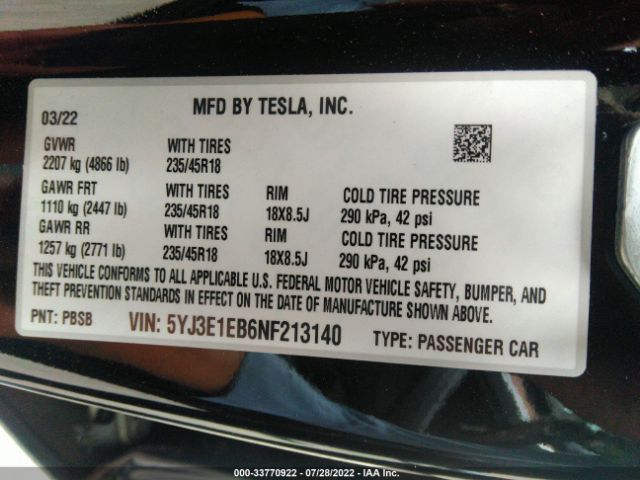 03/22 MFD BY TESLA, INC.
GVWR WITH TIRES
2207 kg (4866 lb) 235/45R18
GAWR FRT WITH TIRES RIM COLD TIRE PRESSURE
1110 kg (2447 lb) 235/45R18 18X8.5J 290 kPa, 42 psi
GAWR RR WITH TIRES RIM COLD TIRE PRESSURE
1257 kg (2771 lb) 235/45R18 18X8.5J 290 kPa, 42 psi
THIS VEHICLE CONFORMS TO ALL APPLICABLE U.S. FEDERAL MOTOR VEHICLE SAFETY, BUMPER, AND
THEFT PREVENTION STANDARDS IN EFFECT ON THE DATE OF MANUFACTURE SHOWN ABOVE.
PNT: PBSB VIN: 5YJ3E1EB6NF213140 TYPE: PASSENGER CAR
000-33770922 - 07/28/2022 - IAA Inc.